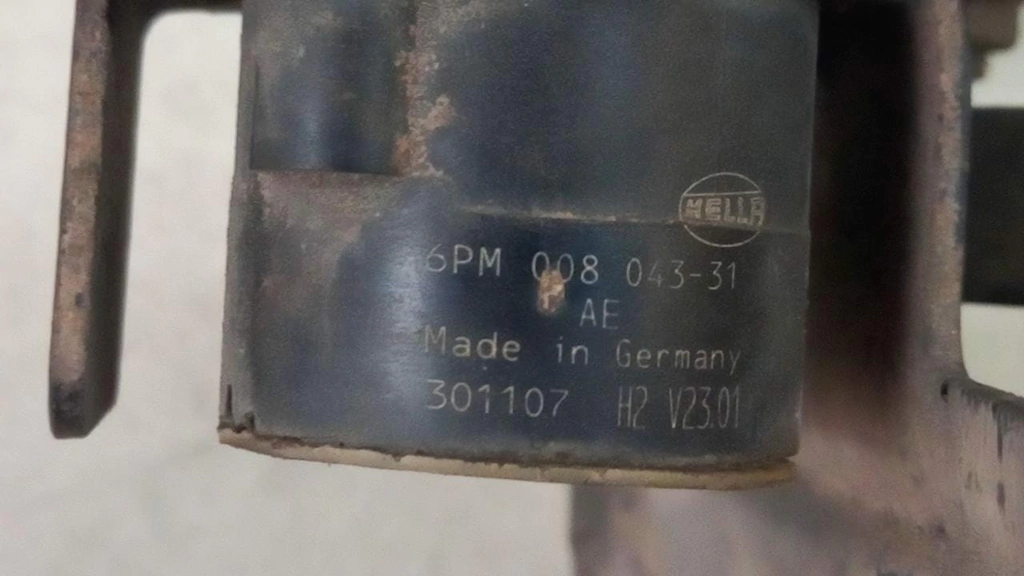 HELLA
6PM 008 043-31
AE
Made in Germany
301107 H2 V23.01